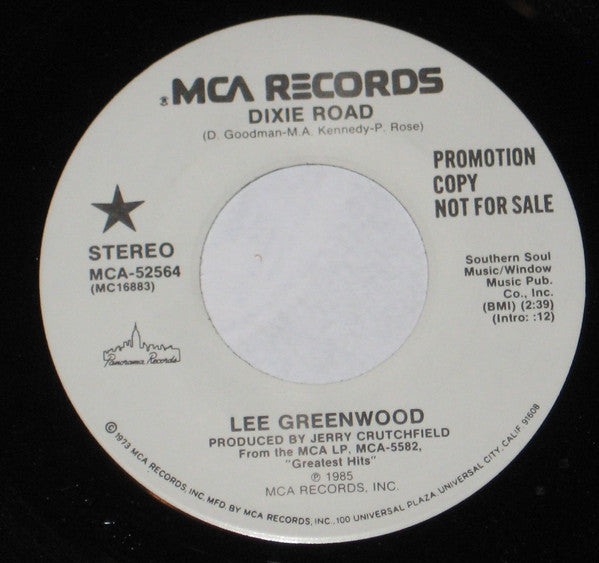 ®MCA RECORDS
DIXIE ROAD
(D. Goodman-M.A. Kennedy-P. Rose)
PROMOTION
COPY
NOT FOR SALE
STEREO
MCA-52564
(MC16883)
Southern Soul
Music/Window
Music Pub.
Co., Inc.
(BMI) (2:39)
(Intro: :12)
Panorama Records
LEE GREENWOOD
PRODUCED BY JERRY CRUTCHFIELD
From the MCA LP. MCA-5582,
"Greatest Hits"
℗ 1985
MCA RECORDS, INC.
©1973 MCA RECORDS, INC. MFG. BY MCA RECORDS, INC., 100 UNIVERSAL PLAZA, UNIVERSAL CITY, CALIF. 91608